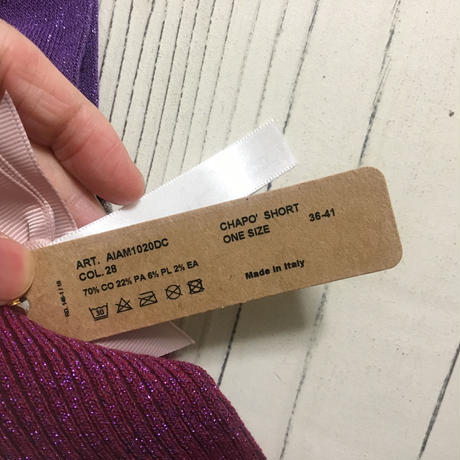 ART. AIAM1020DC
COL. 28
70% CO 22% PA 6% PL 2% EA
30
CHAPO' SHORT
ONE SIZE
36-41
Made in Italy